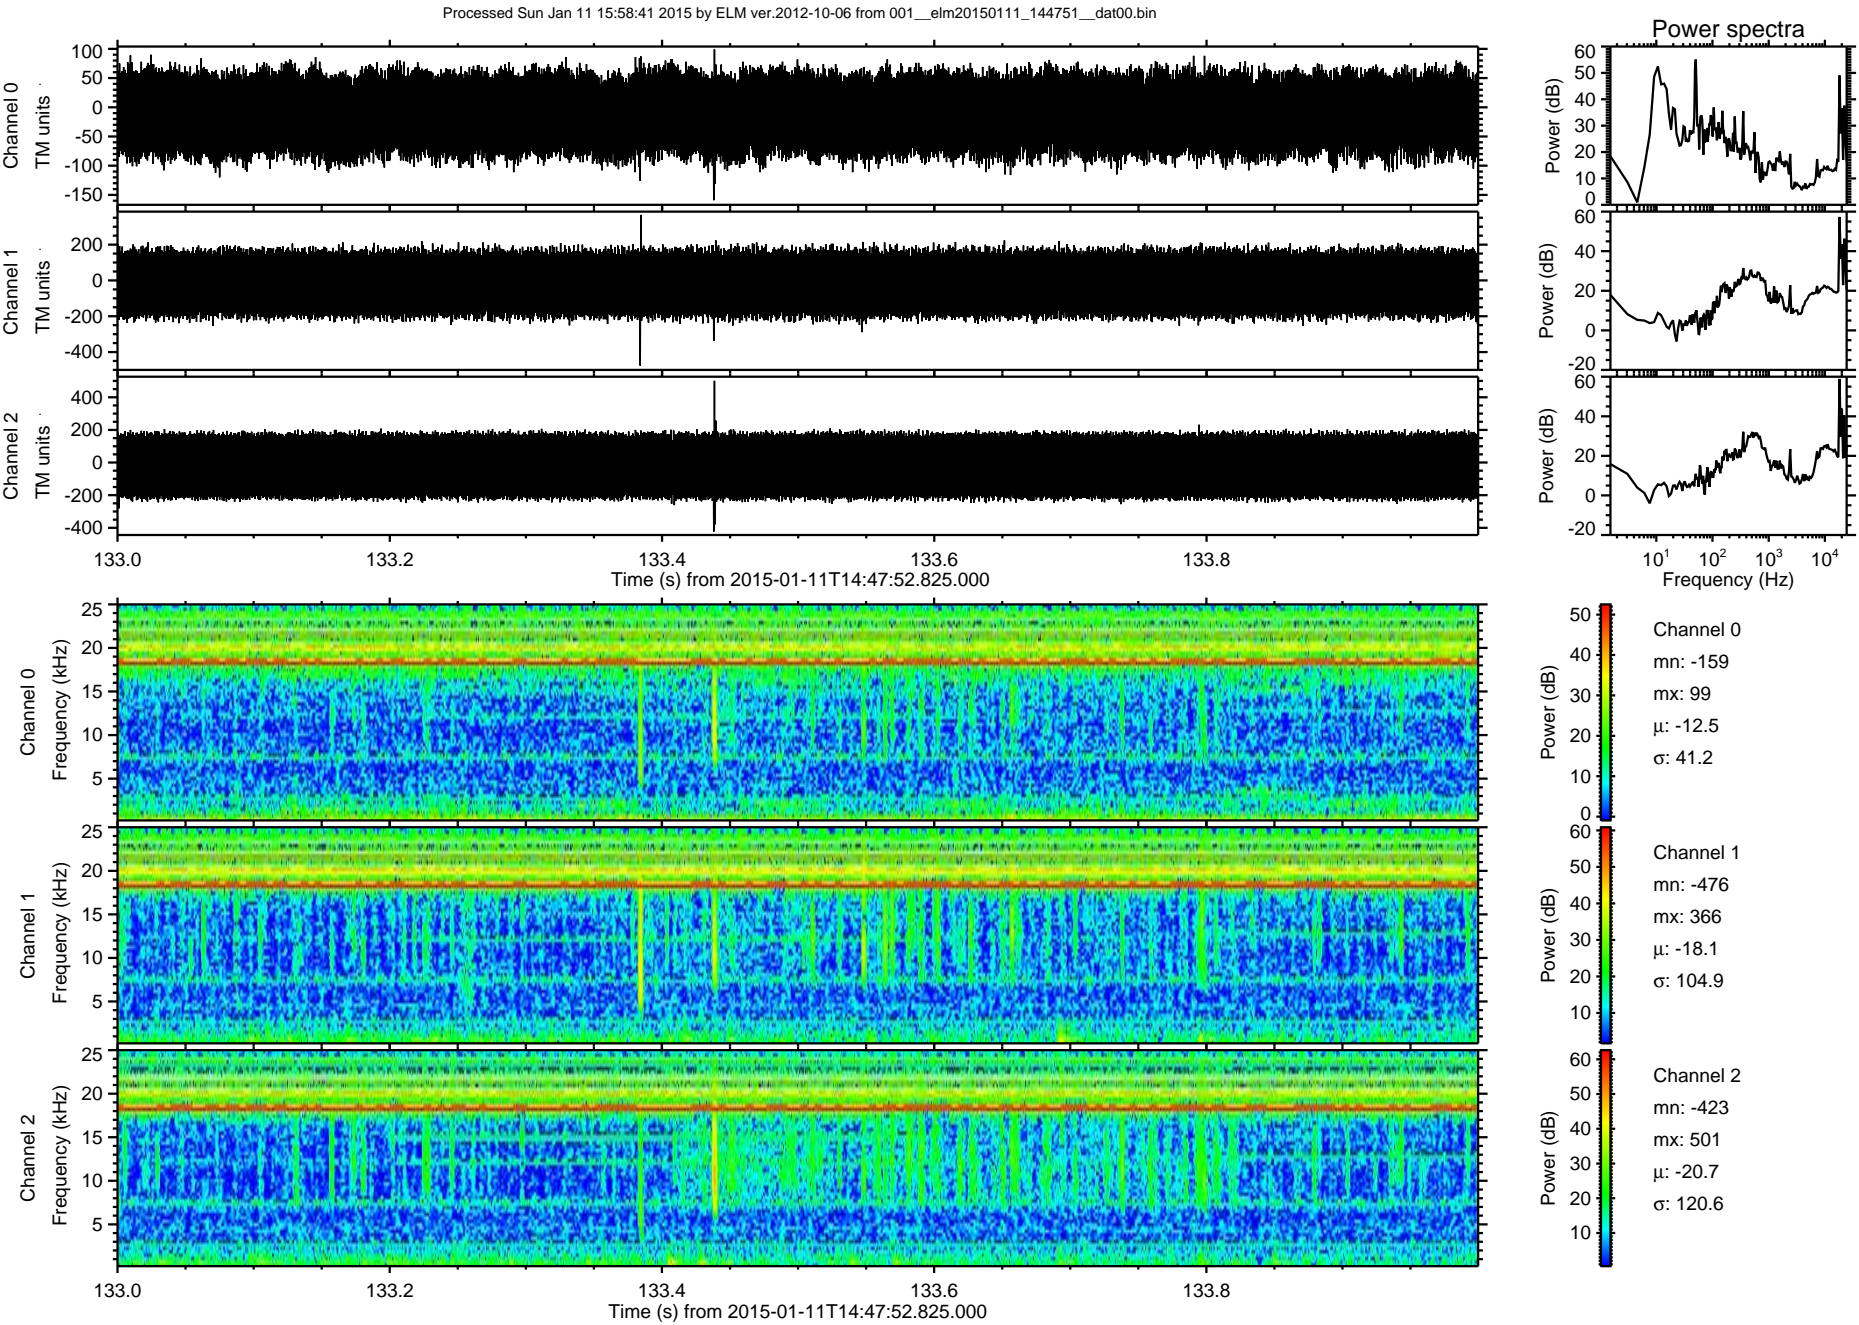 Processed Sun Jan 11 15:58:41 2015 by ELM ver.2012-10-06 from 001__elm20150111_144751__dat00.bin
Power spectra
Channel 0
TM units
100
50
0
-50
-100
-150
Power (dB)
60
50
40
30
20
10
0
Channel 1
TM units
200
0
-200
-400
Power (dB)
60
40
20
0
-20
Channel 2
TM units
400
200
0
-200
-400
Power (dB)
60
40
20
0
-20
133.0 133.2 133.4 133.6 133.8
Time (s) from 2015-01-11T14:47:52.825.000
10^1 10^2 10^3 10^4
Frequency (Hz)
Channel 0
Frequency (kHz)
25
20
15
10
5
Power (dB)
50
40
30
20
10
0
Channel 0
mn: -159
mx: 99
μ: -12.5
σ: 41.2
Channel 1
Frequency (kHz)
25
20
15
10
5
Power (dB)
60
50
40
30
20
10
Channel 1
mn: -476
mx: 366
μ: -18.1
σ: 104.9
Channel 2
Frequency (kHz)
25
20
15
10
5
Power (dB)
60
50
40
30
20
10
Channel 2
mn: -423
mx: 501
μ: -20.7
σ: 120.6
133.0 133.2 133.4 133.6 133.8
Time (s) from 2015-01-11T14:47:52.825.000